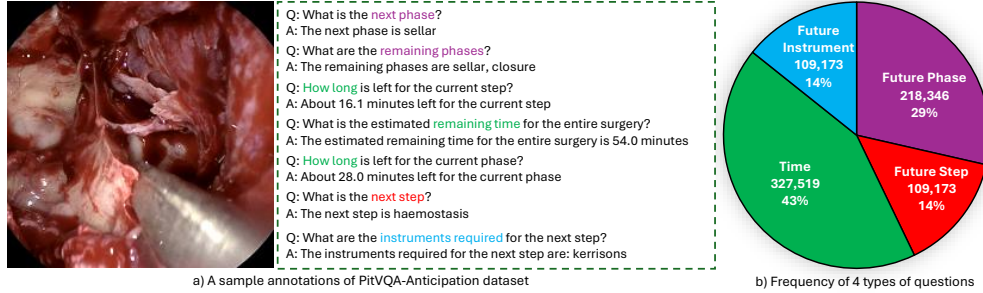 Q: What is the next phase?
A: The next phase is sellar
Q: What are the remaining phases?
A: The remaining phases are sellar, closure
Q: How long is left for the current step?
A: About 16.1 minutes left for the current step
Q: What is the estimated remaining time for the entire surgery?
A: The estimated remaining time for the entire surgery is 54.0 minutes
Q: How long is left for the current phase?
A: About 28.0 minutes left for the current phase
Q: What is the next step?
A: The next step is haemostasis
Q: What are the instruments required for the next step?
A: The instruments required for the next step are: kerrisons
a) A sample annotations of PitVQA-Anticipation dataset
Future
Instrument
109,173
14%
Future Phase
218,346
29%
Time
327,519
43%
Future Step
109,173
14%
b) Frequency of 4 types of questions